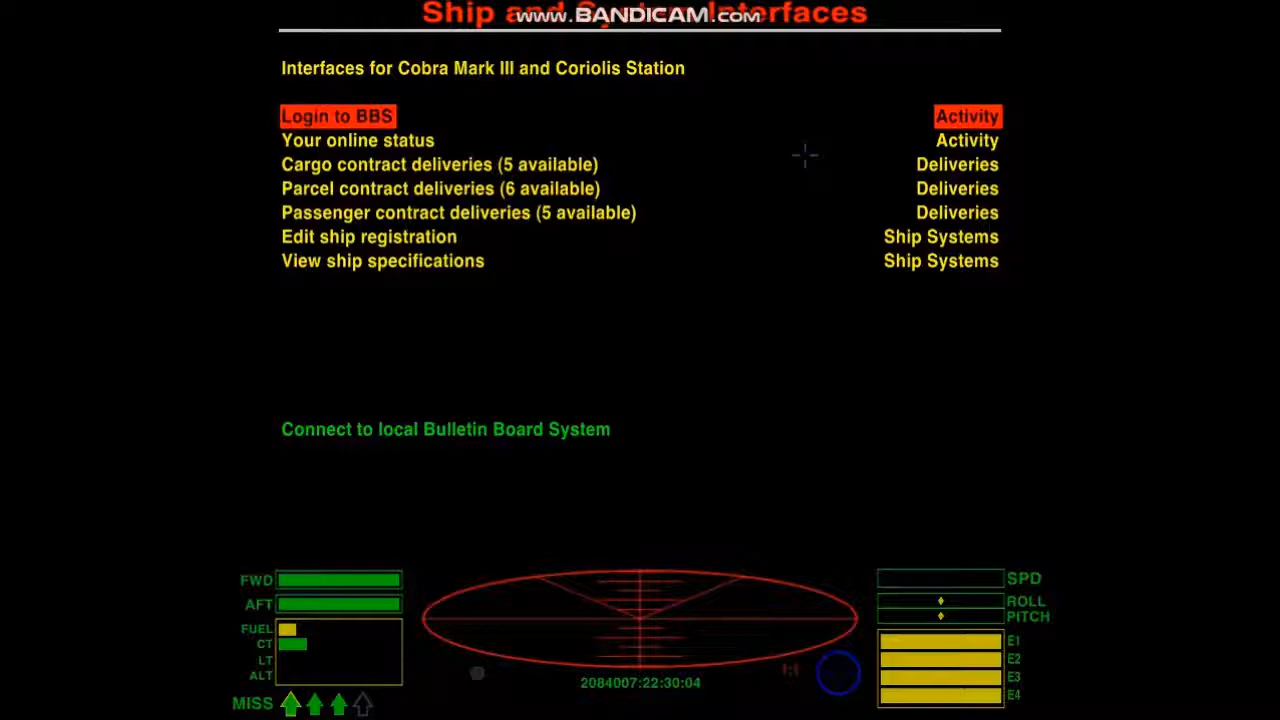 Ship and System Interfaces
www.BANDICAM.com
Interfaces for Cobra Mark III and Coriolis Station
Login to BBS Activity
Your online status Activity
Cargo contract deliveries (5 available) Deliveries
Parcel contract deliveries (6 available) Deliveries
Passenger contract deliveries (5 available) Deliveries
Edit ship registration Ship Systems
View ship specifications Ship Systems
Connect to local Bulletin Board System
FWD SPD
AFT ROLL
PITCH
FUEL E1
CT E2
LT E3
ALT E4
2084007:22:30:04
MISS